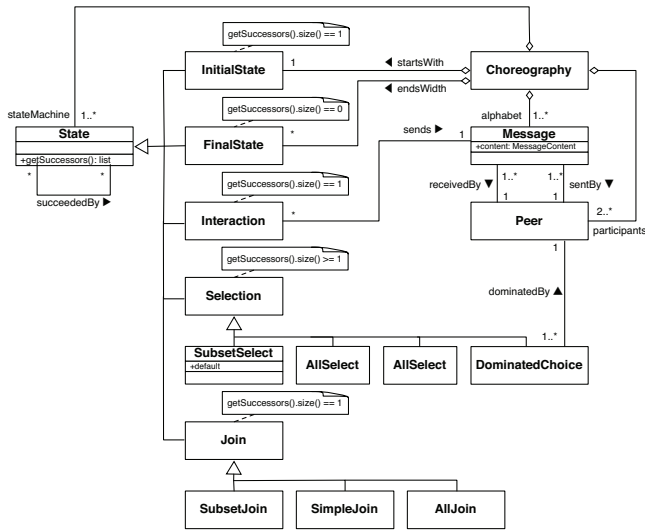 getSuccessors().size() == 1
InitialState
1
◀ startsWith
Choreography
◀ endsWidth
stateMachine
1..*
getSuccessors().size() == 0
alphabet
1..*
State
+getSuccessors(): list
*
*
succeededBy ▶
FinalState
*
sends ▶
1
Message
+content: MessageContent
getSuccessors().size() == 1
receivedBy ▼
1..*
1..*
sentBy ▼
1
1
Interaction
*
Peer
2..*
participants
1
getSuccessors().size() >= 1
Selection
dominatedBy ▲
1..*
SubsetSelect
+default
AllSelect
AllSelect
DominatedChoice
getSuccessors().size() == 1
Join
SubsetJoin
SimpleJoin
AllJoin